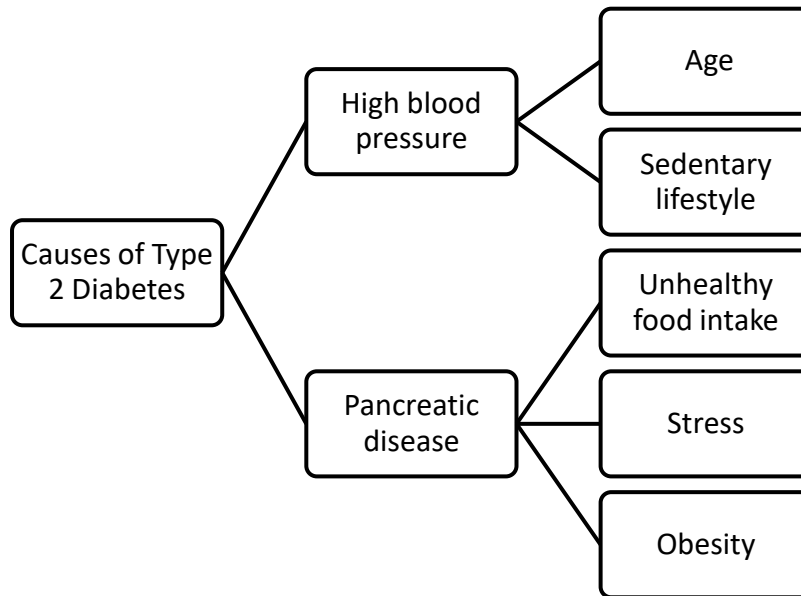 Causes of Type
2 Diabetes
High blood
pressure
Age
Sedentary
lifestyle
Pancreatic
disease
Unhealthy
food intake
Stress
Obesity